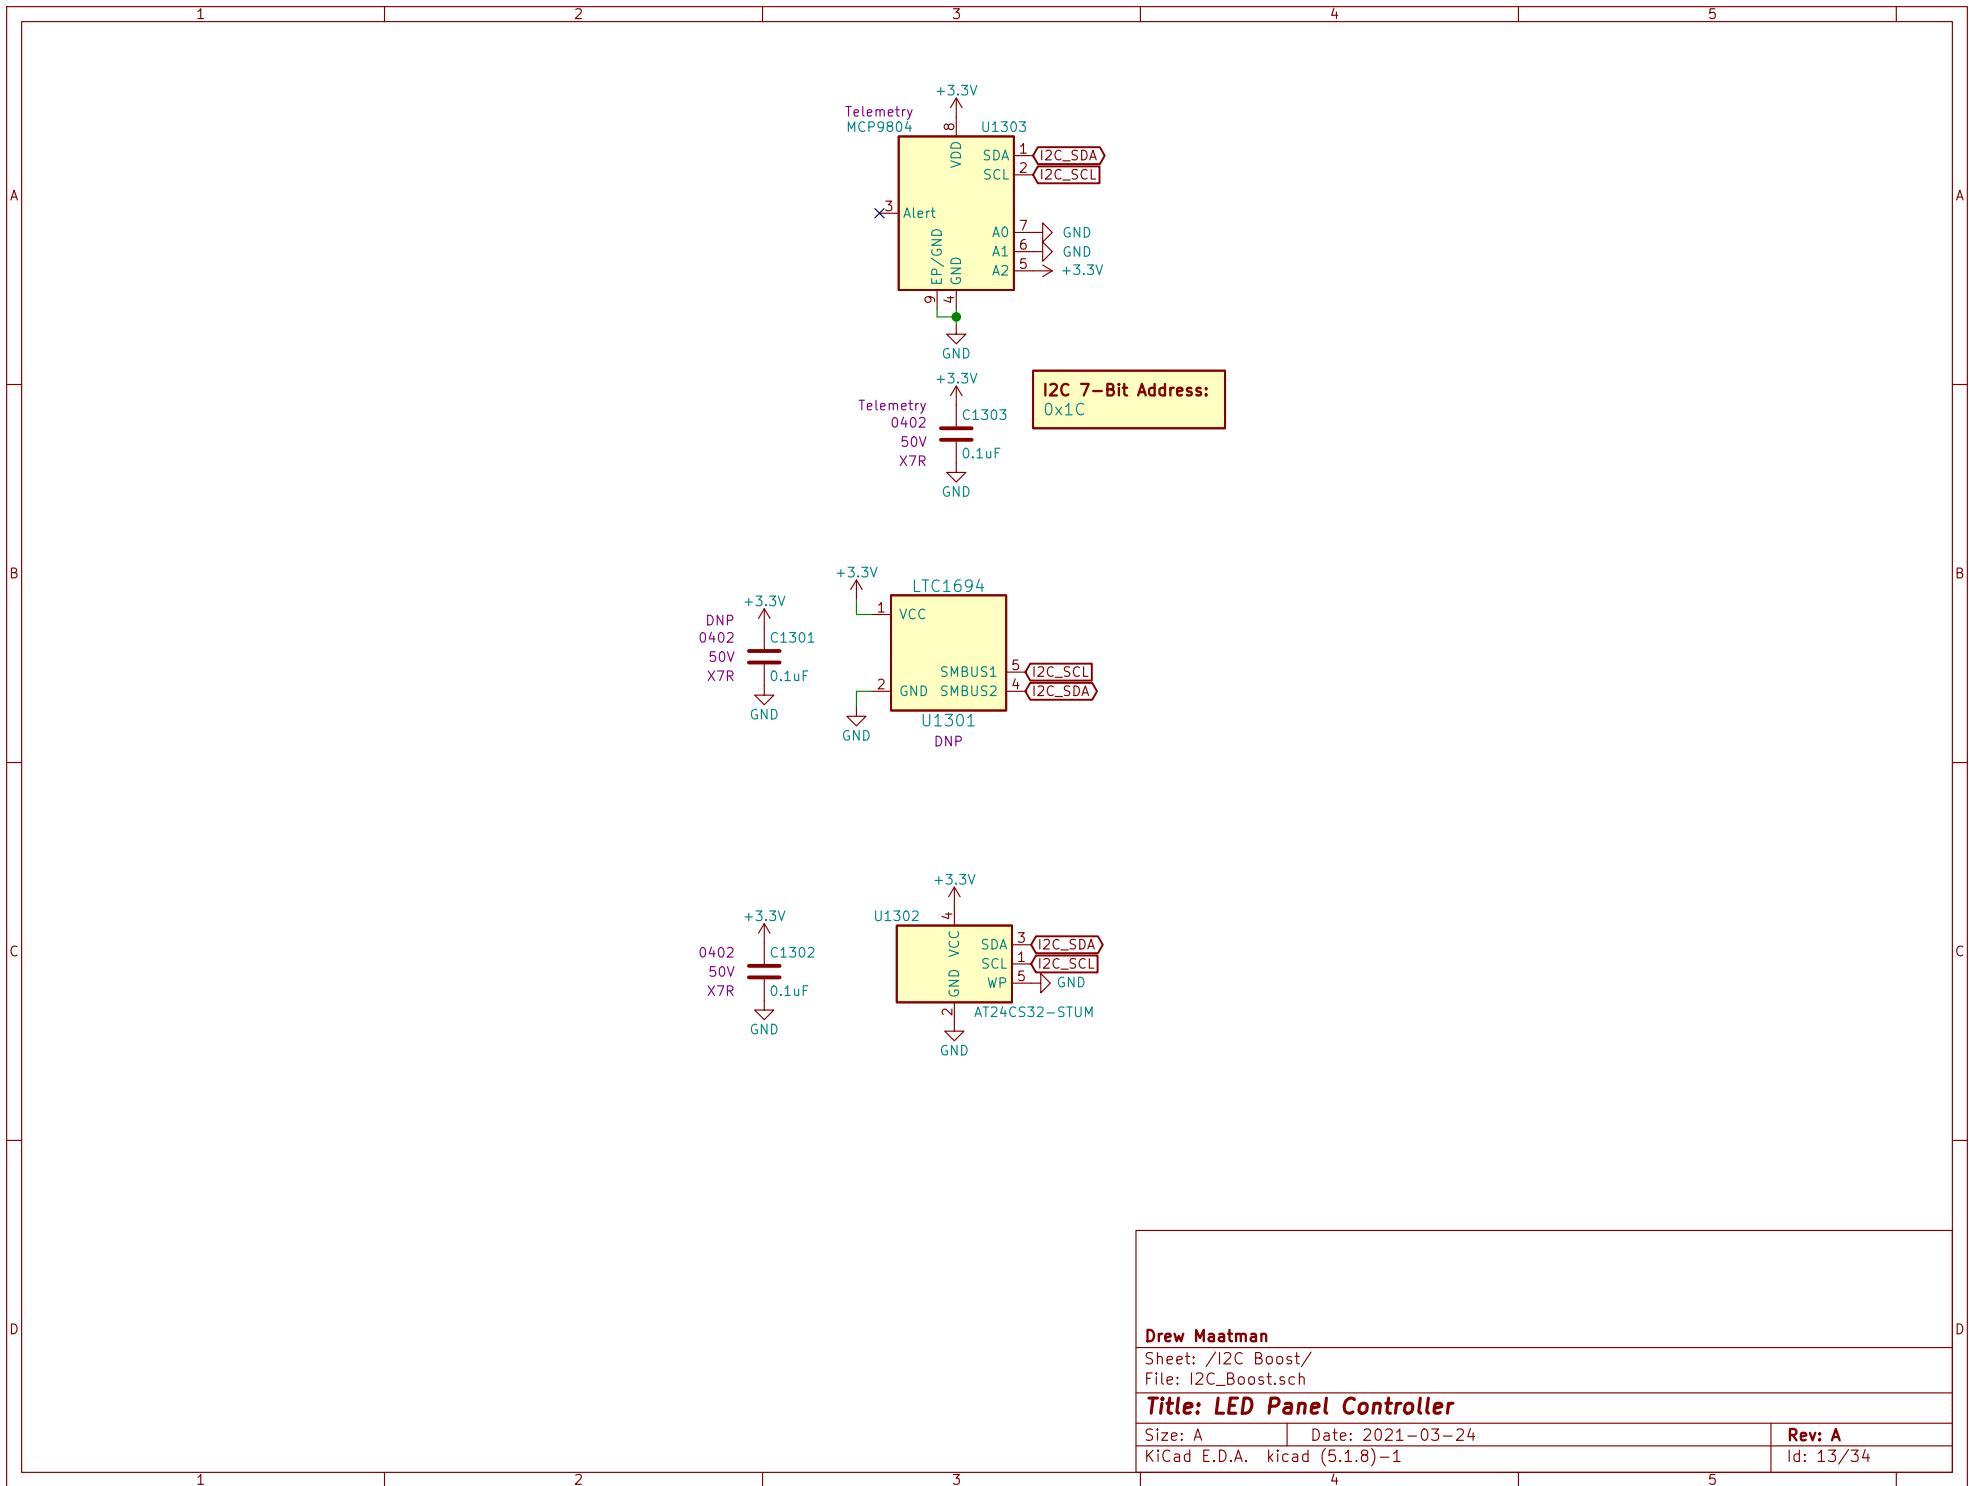 1 2 3 4 5
A A
B B
C C
D D
+3.3V
Telemetry
MCP9804
U1303
8
VDD
SDA 1 I2C_SDA
SCL 2 I2C_SCL
3 Alert
A0 7 GND
A1 6 GND
A2 5 +3.3V
EP/GND
GND
9 4
GND
+3.3V
Telemetry
C1303
0402
50V
0.1uF
X7R
GND
I2C 7-Bit Address:
0x1C
+3.3V
LTC1694
1 VCC
SMBUS1 5 I2C_SCL
2 GND SMBUS2 4 I2C_SDA
U1301
DNP
GND
+3.3V
DNP
0402 C1301
50V
X7R 0.1uF
GND
+3.3V
U1302
4
VCC
SDA 3 I2C_SDA
SCL 1 I2C_SCL
WP 5 GND
GND
2
AT24CS32-STUM
GND
+3.3V
0402 C1302
50V
X7R 0.1uF
GND
Drew Maatman
Sheet: /I2C Boost/
File: I2C_Boost.sch
Title: LED Panel Controller
Size: A Date: 2021-03-24 Rev: A
KiCad E.D.A. kicad (5.1.8)-1 Id: 13/34
1 2 3 4 5